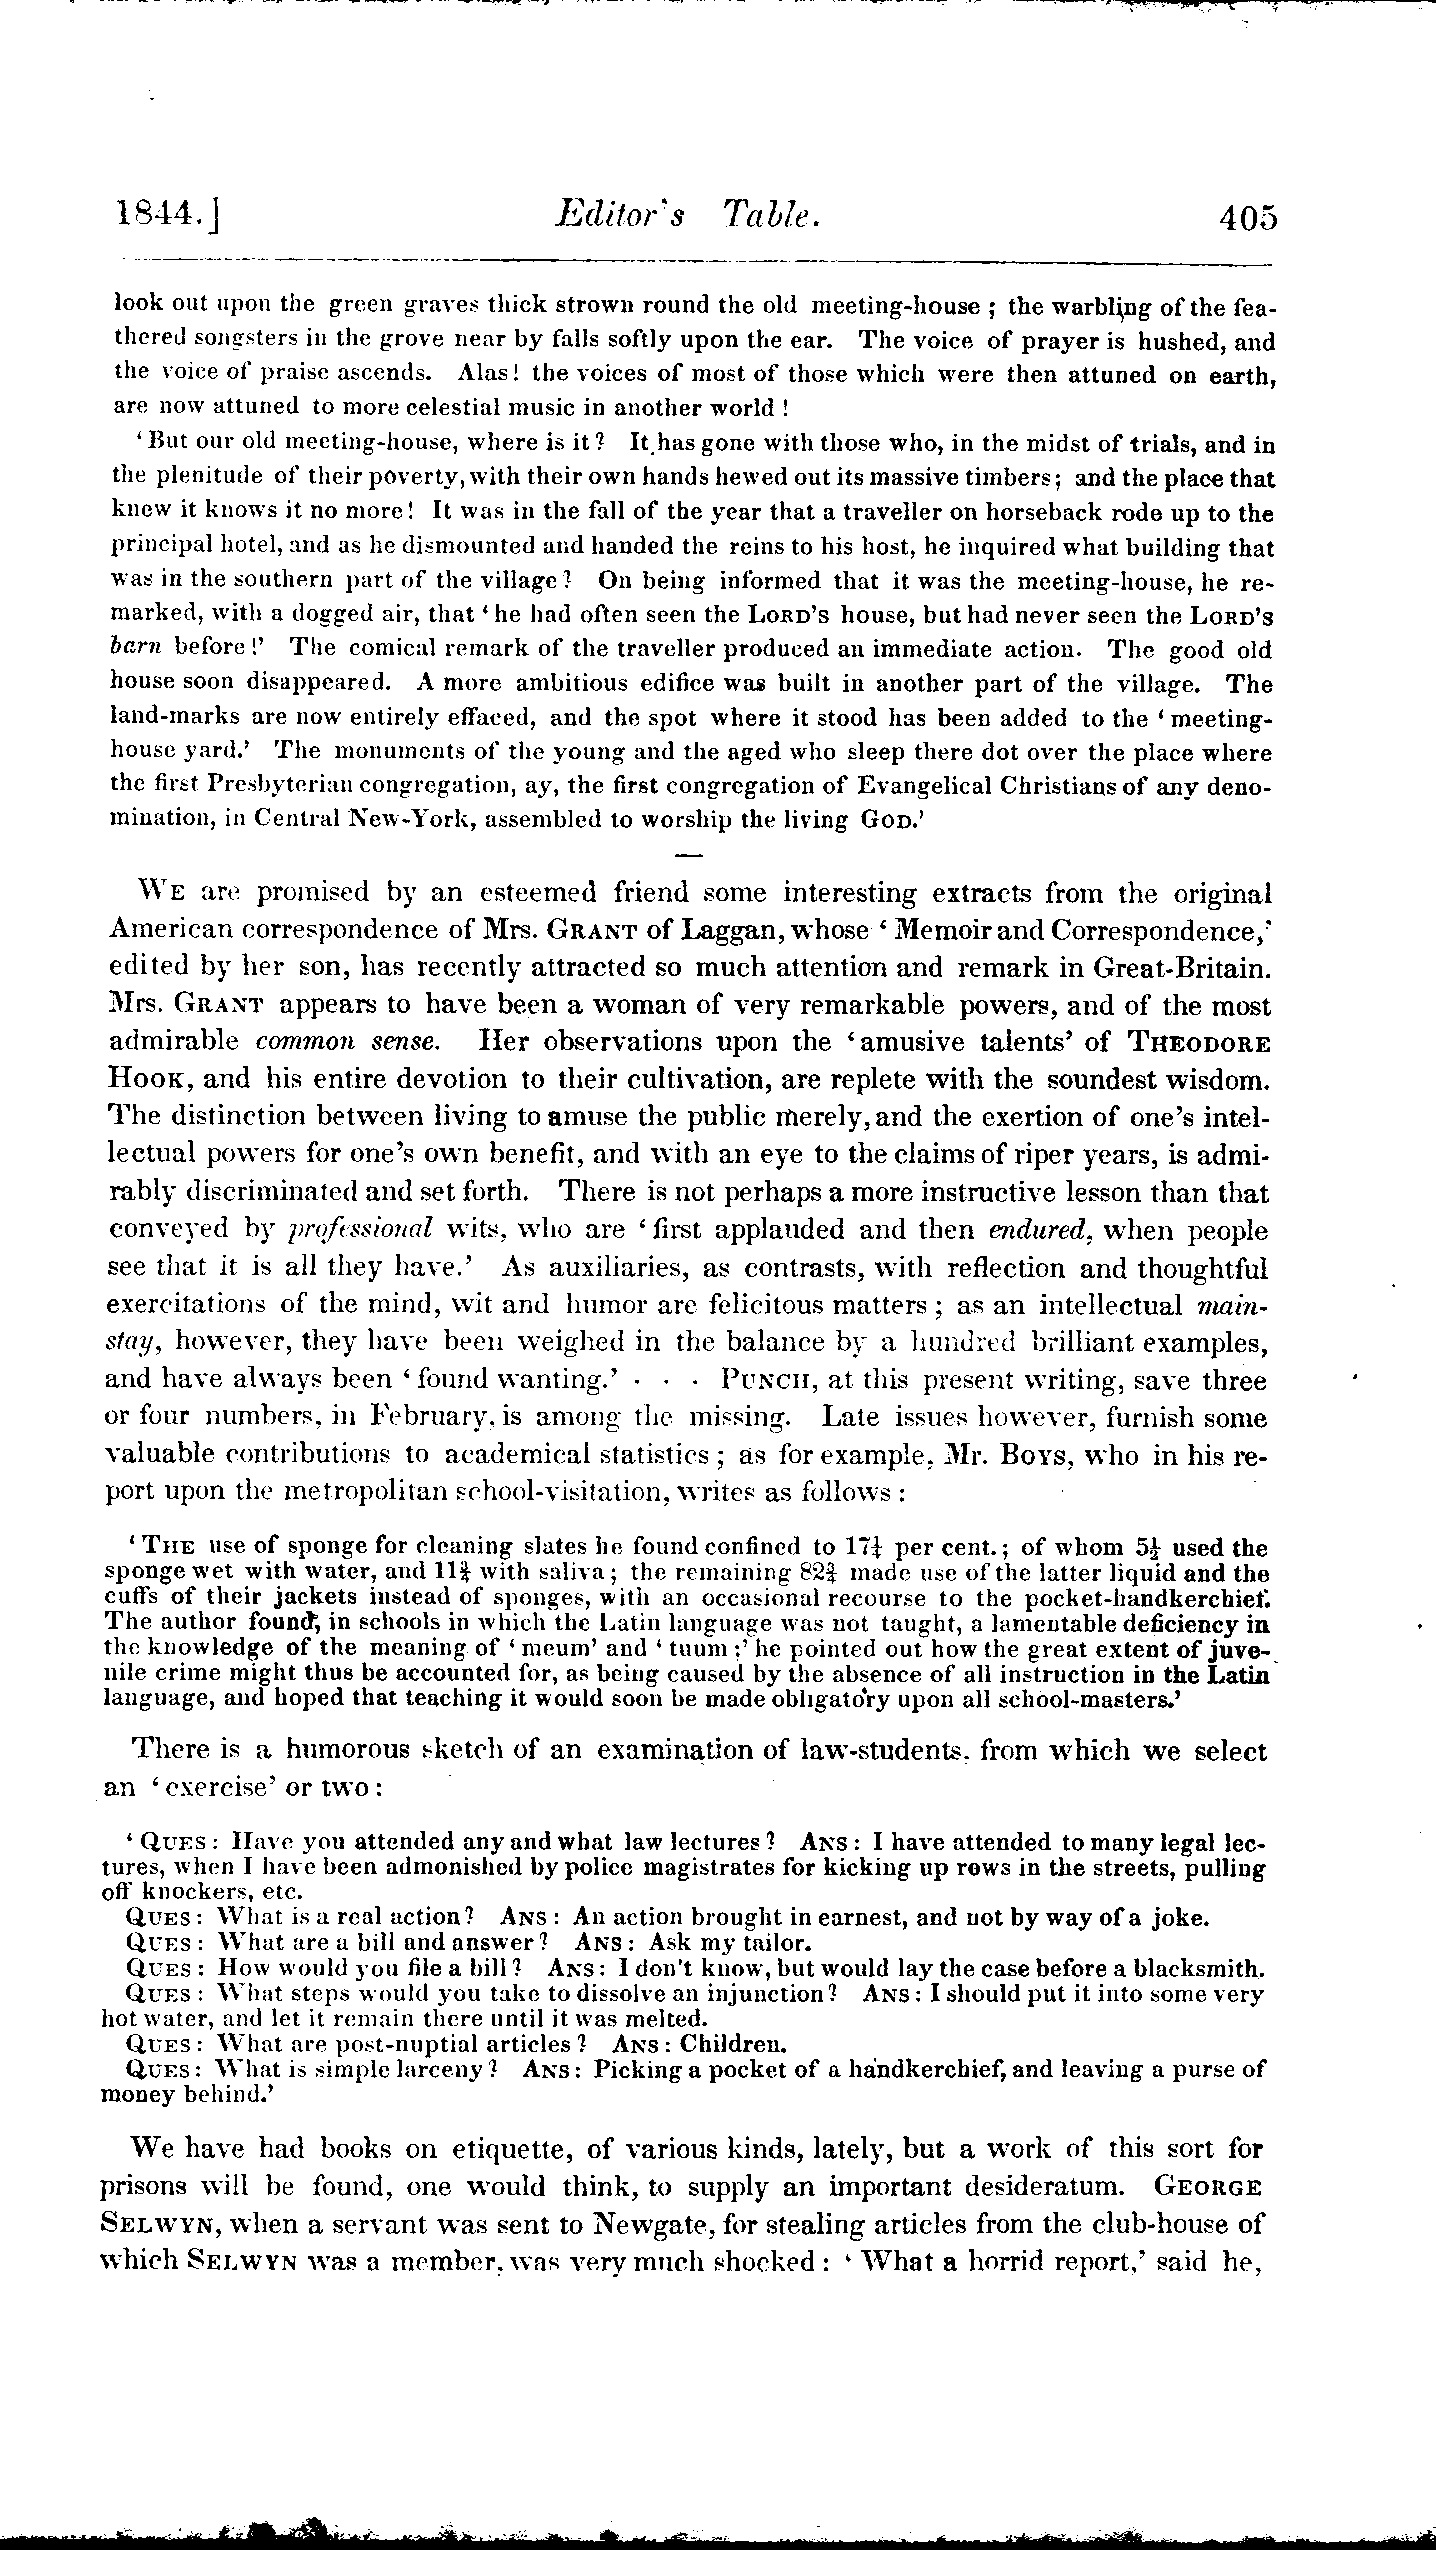 1844.] Editor's Table. 405
look out upon the green graves thick strown round the old meeting-house ; the warbling of the fea-
thered songsters in the grove near by falls softly upon the ear. The voice of prayer is hushed, and
the voice of praise ascends. Alas! the voices of most of those which were then attuned on earth,
are now attuned to more celestial music in another world !
‘But our old meeting-house, where is it? It has gone with those who, in the midst of trials, and in
the plenitude of their poverty, with their own hands hewed out its massive timbers; and the place that
knew it knows it no more! It was in the fall of the year that a traveller on horseback rode up to the
principal hotel, and as he dismounted and handed the reins to his host, he inquired what building that
was in the southern part of the village? On being informed that it was the meeting-house, he re-
marked, with a dogged air, that ‘he had often seen the LORD'S house, but had never seen the LORD'S
barn before!’ The comical remark of the traveller produced an immediate action. The good old
house soon disappeared. A more ambitious edifice was built in another part of the village. The
land-marks are now entirely effaced, and the spot where it stood has been added to the ‘meeting-
house yard.’ The monuments of the young and the aged who sleep there dot over the place where
the first Presbyterian congregation, ay, the first congregation of Evangelical Christians of any deno-
mination, in Central New-York, assembled to worship the living GOD.’
WE are promised by an esteemed friend some interesting extracts from the original
American correspondence of Mrs. GRANT of Laggan, whose ‘Memoir and Correspondence,’
edited by her son, has recently attracted so much attention and remark in Great-Britain.
Mrs. GRANT appears to have been a woman of very remarkable powers, and of the most
admirable common sense. Her observations upon the ‘amusive talents’ of THEODORE
HOOK, and his entire devotion to their cultivation, are replete with the soundest wisdom.
The distinction between living to amuse the public merely, and the exertion of one's intel-
lectual powers for one's own benefit, and with an eye to the claims of riper years, is admi-
rably discriminated and set forth. There is not perhaps a more instructive lesson than that
conveyed by professional wits, who are ‘first applauded and then endured, when people
see that it is all they have.’ As auxiliaries, as contrasts, with reflection and thoughtful
exercitations of the mind, wit and humor are felicitous matters ; as an intellectual main-
stay, however, they have been weighed in the balance by a hundred brilliant examples,
and have always been ‘found wanting.’ · · · PUNCH, at this present writing, save three
or four numbers, in February, is among the missing. Late issues however, furnish some
valuable contributions to academical statistics ; as for example, Mr. BOYS, who in his re-
port upon the metropolitan school-visitation, writes as follows :
‘THE use of sponge for cleaning slates he found confined to 17¼ per cent. ; of whom 5½ used the
sponge wet with water, and 11¾ with saliva ; the remaining 82¾ made use of the latter liquid and the
cuffs of their jackets instead of sponges, with an occasional recourse to the pocket-handkerchief.
The author found, in schools in which the Latin language was not taught, a lamentable deficiency in
the knowledge of the meaning of ‘meum’ and ‘tuum ;’ he pointed out how the great extent of juve-
nile crime might thus be accounted for, as being caused by the absence of all instruction in the Latin
language, and hoped that teaching it would soon be made obligatory upon all school-masters.’
There is a humorous sketch of an examination of law-students, from which we select
an ‘exercise’ or two :
‘QUES : Have you attended any and what law lectures ? ANS : I have attended to many legal lec-
tures, when I have been admonished by police magistrates for kicking up rows in the streets, pulling
off knockers, etc.
QUES : What is a real action? ANS : An action brought in earnest, and not by way of a joke.
QUES : What are a bill and answer? ANS : Ask my tailor.
QUES : How would you file a bill? ANS : I don't know, but would lay the case before a blacksmith.
QUES : What steps would you take to dissolve an injunction? ANS : I should put it into some very
hot water, and let it remain there until it was melted.
QUES : What are post-nuptial articles ? ANS : Children.
QUES : What is simple larceny? ANS : Picking a pocket of a handkerchief, and leaving a purse of
money behind.’
We have had books on etiquette, of various kinds, lately, but a work of this sort for
prisons will be found, one would think, to supply an important desideratum. GEORGE
SELWYN, when a servant was sent to Newgate, for stealing articles from the club-house of
which SELWYN was a member, was very much shocked : ‘What a horrid report,’ said he,